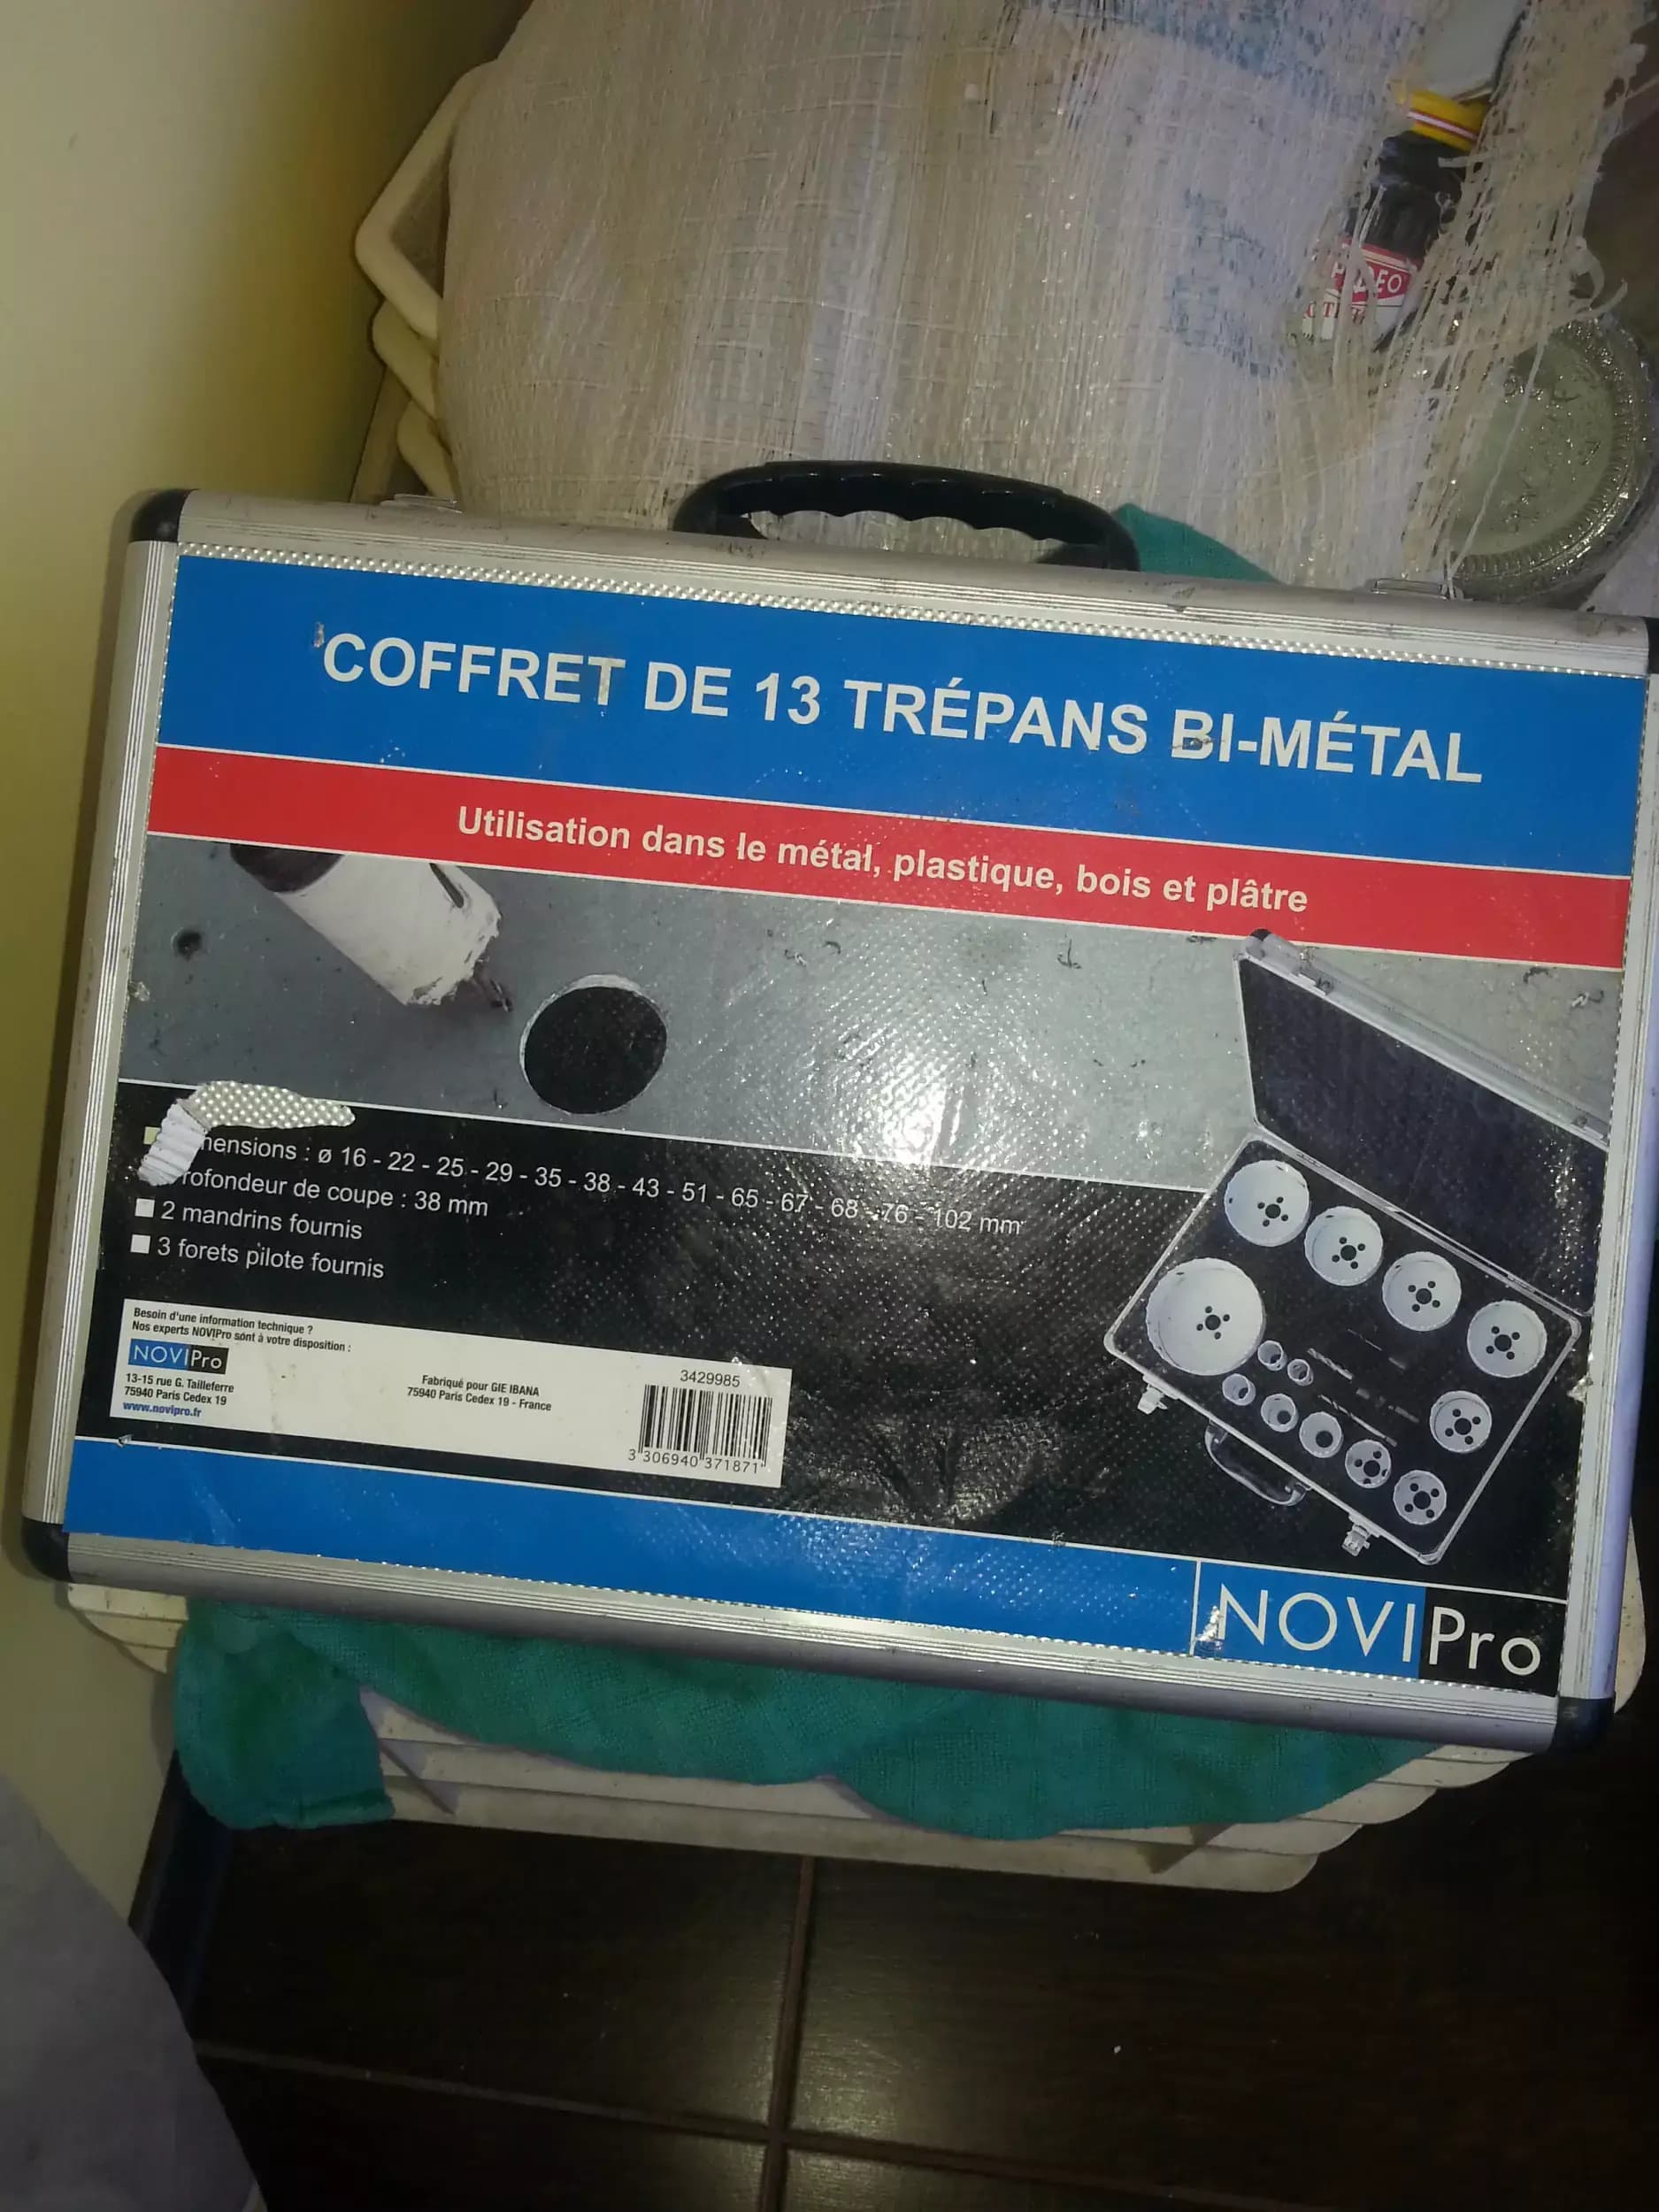 COFFRET DE 13 TRÉPANS BI-MÉTAL
Utilisation dans le métal, plastique, bois et plâtre
mensions : ø 16 - 22 - 25 - 29 - 35 - 38 - 43 - 51 - 65 - 67 - 68 - 76 - 102 mm
rofondeur de coupe : 38 mm
2 mandrins fournis
3 forets pilote fournis
Besoin d'une information technique ?
Nos experts NOVIPro sont à votre disposition :
NOVIPro
13-15 rue G. Tailleferre
75940 Paris Cedex 19
www.novipro.fr
Fabriqué pour GIE IBANA
75940 Paris Cedex 19 - France
3429985
3 306940 371871
NOVIPro